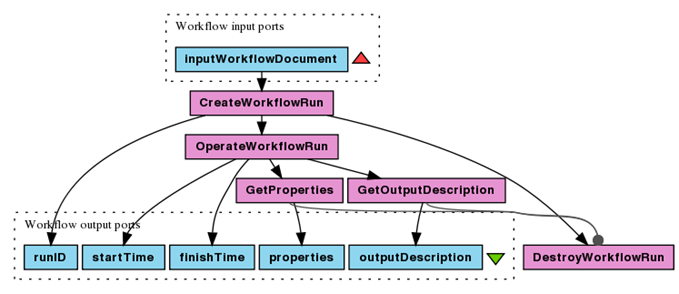 Workflow input ports
inputWorkflowDocument
CreateWorkflowRun
OperateWorkflowRun
GetProperties
GetOutputDescription
Workflow output ports
runID
startTime
finishTime
properties
outputDescription
DestroyWorkflowRun